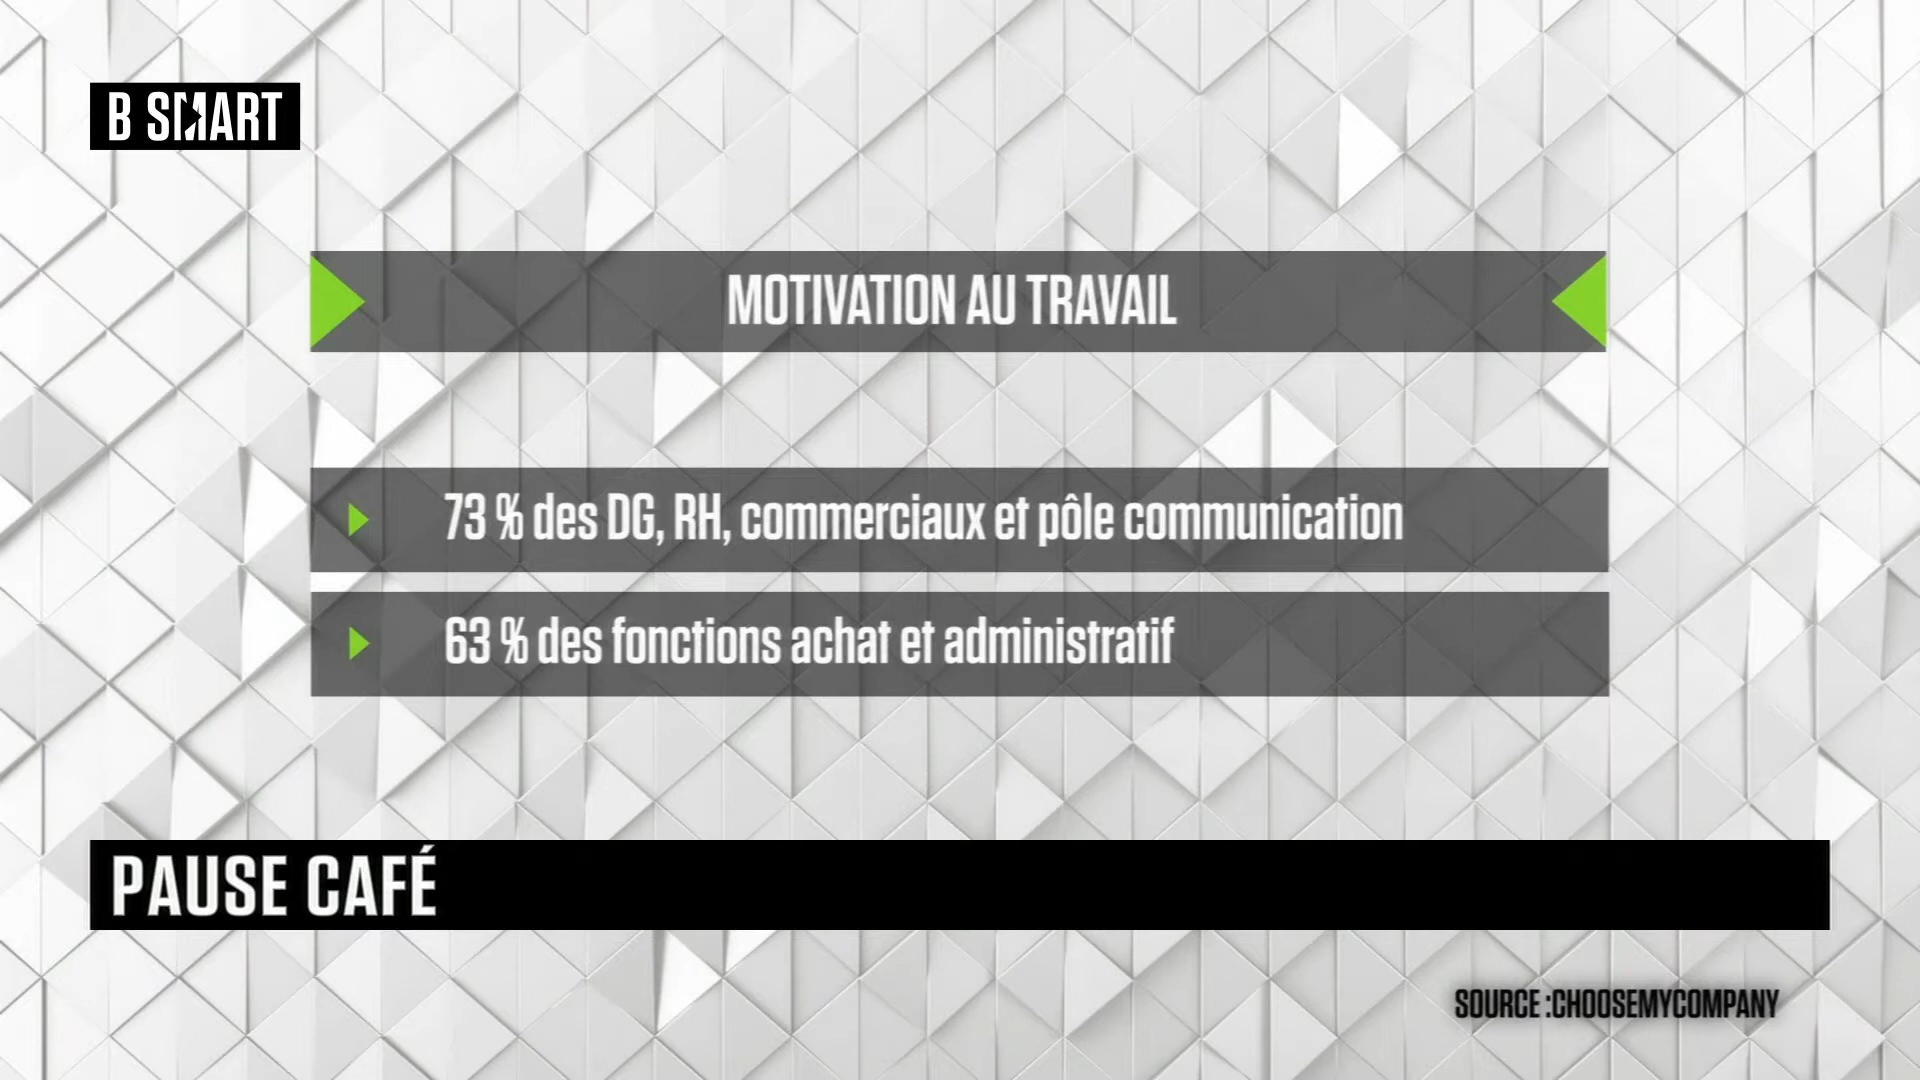 B SMART
MOTIVATION AU TRAVAIL
73 % des DG, RH, commerciaux et pôle communication
63 % des fonctions achat et administratif
PAUSE CAFÉ
SOURCE :CHOOSEMYCOMPANY